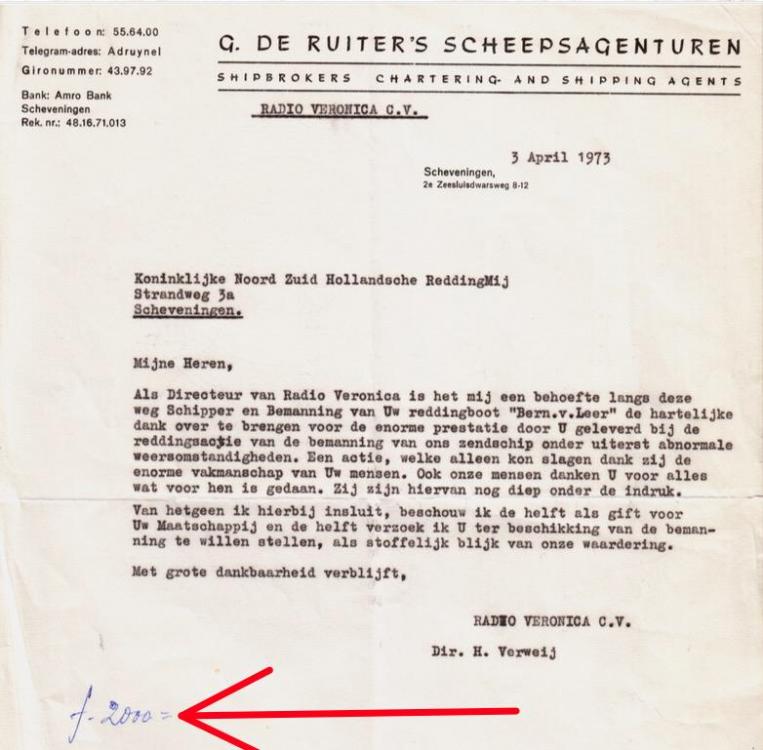 Telefoon: 55.64.00
Telegram-adres: Adruynel
Gironummer: 43.97.92
Bank: Amro Bank
Scheveningen
Rek. nr.: 48.16.71.013
G. DE RUITER'S SCHEEPSAGENTUREN
SHIPBROKERS CHARTERING- AND SHIPPING AGENTS
RADIO VERONICA C.V.
3 April 1973
Scheveningen,
2e Zeesluisdwarsweg 8-12
Koninklijke Noord Zuid Hollandsche ReddingMij
Strandweg 3a
Scheveningen.
Mijne Heren,
Als Directeur van Radio Veronica is het mij een behoefte langs deze
weg Schipper en Bemanning van Uw reddingboot "Bern.v.Leer" de hartelijke
dank over te brengen voor de enorme prestatie door U geleverd bij de
reddingsactie van de bemanning van ons zendschip onder uiterst abnormale
weersomstandigheden. Een actie, welke alleen kon slagen dank zij de
enorme vakmanschap van Uw mensen. Ook onze mensen danken U voor alles
wat voor hen is gedaan. Zij zijn hiervan nog diep onder de indruk.
Van hetgeen ik hierbij insluit, beschouw ik de helft als gift voor
Uw Maatschappij en de helft verzoek ik U ter beschikking van de beman-
ning te willen stellen, als stoffelijk blijk van onze waardering.
Met grote dankbaarheid verblijft,
RADIO VERONICA C.V.
Dir. H. Verweij
f- 2000=